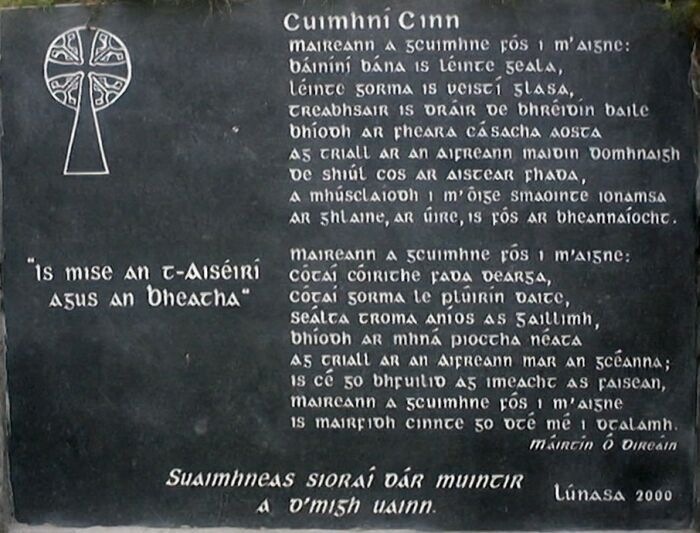 Cuimhní Cinn
Maireann a gcuimhne fós i m'aigne:
Báiníní bána is léinte geala,
Léinte gorma is veistí glasa,
Treabhsair is dráir de bhréidín baile
Bhíodh ar fheara cásacha aosta
Ag triall ar an Aifreann maidin Domhnaigh
De shiúl cos ar aistear fhada,
A mhúsclaíodh i m'óige smaointe ionamsa
Ar ghlaine, ar úire, is fós ar bheannaíocht.
Maireann a gcuimhne fós i m'aigne:
Cótaí cóirithe fada dearga,
Cótaí gorma le plúirín daite,
Seálta troma aníos as Gaillimh,
Bhíodh ar mhná pioctha néata
Ag triall ar an Aifreann mar an gcéanna;
Is cé go bhfuilid ag imeacht as faisean,
Maireann a gcuimhne fós i m'aigne
Is mairfidh cinnte go dté mé i dtalamh.
Máirtín Ó Direáin
"Is mise an t-Aiséirí
agus an Bheatha"
Suaimhneas síoraí dár muintir
a d'imigh uainn.
Lúnasa 2000